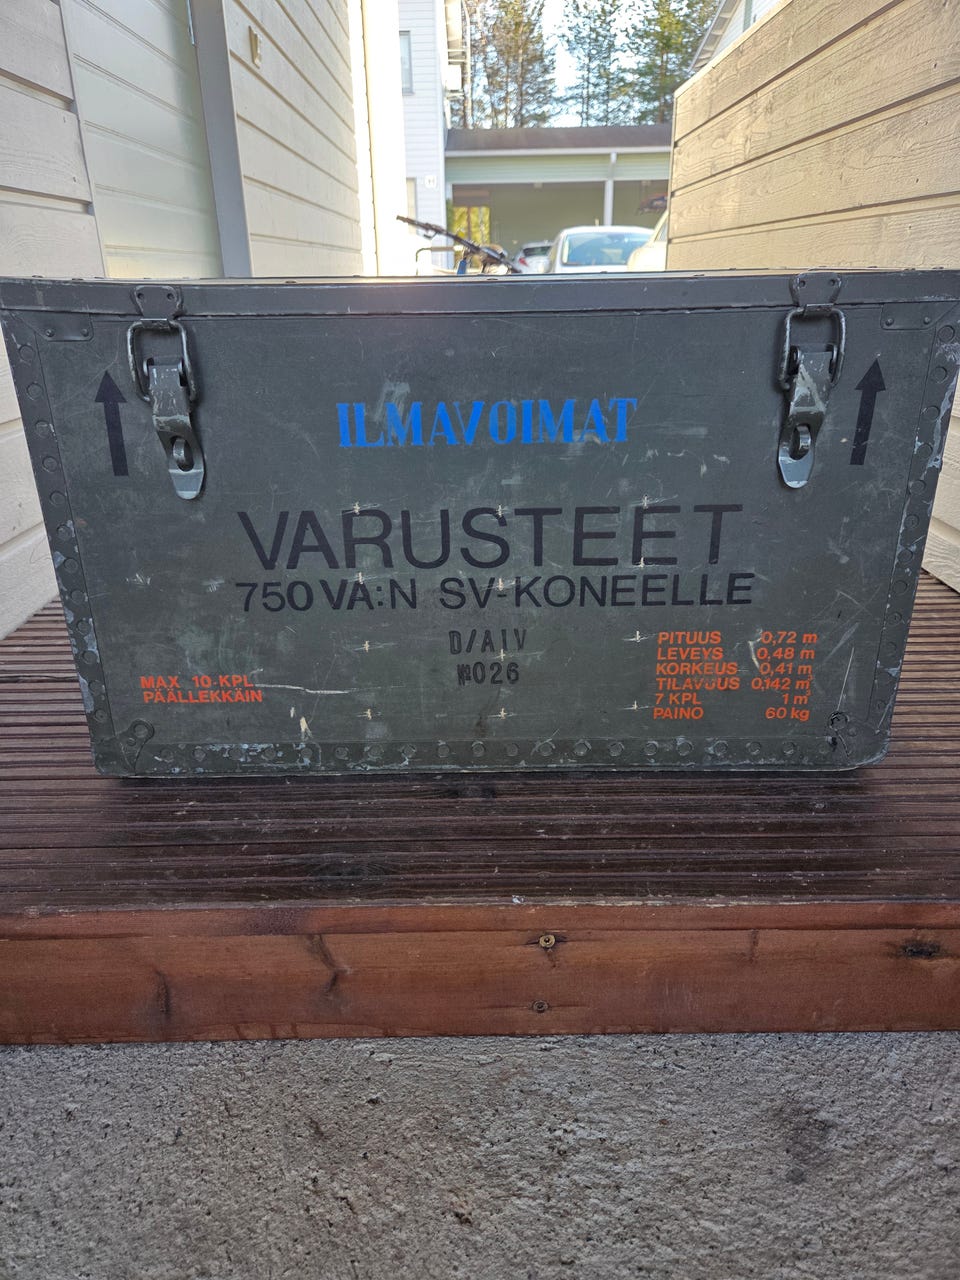 ILMAVOIMAT
VARUSTEET
750 VA:N SV-KONEELLE
D/AIV
№026
MAX. 10 KPL.
PÄÄLLEKKÄIN
PITUUS 0,72 m
LEVEYS 0,48 m
KORKEUS 0,41 m
TILAVUUS 0,142 m³
7 KPL 1 m³
PAINO 60 kg